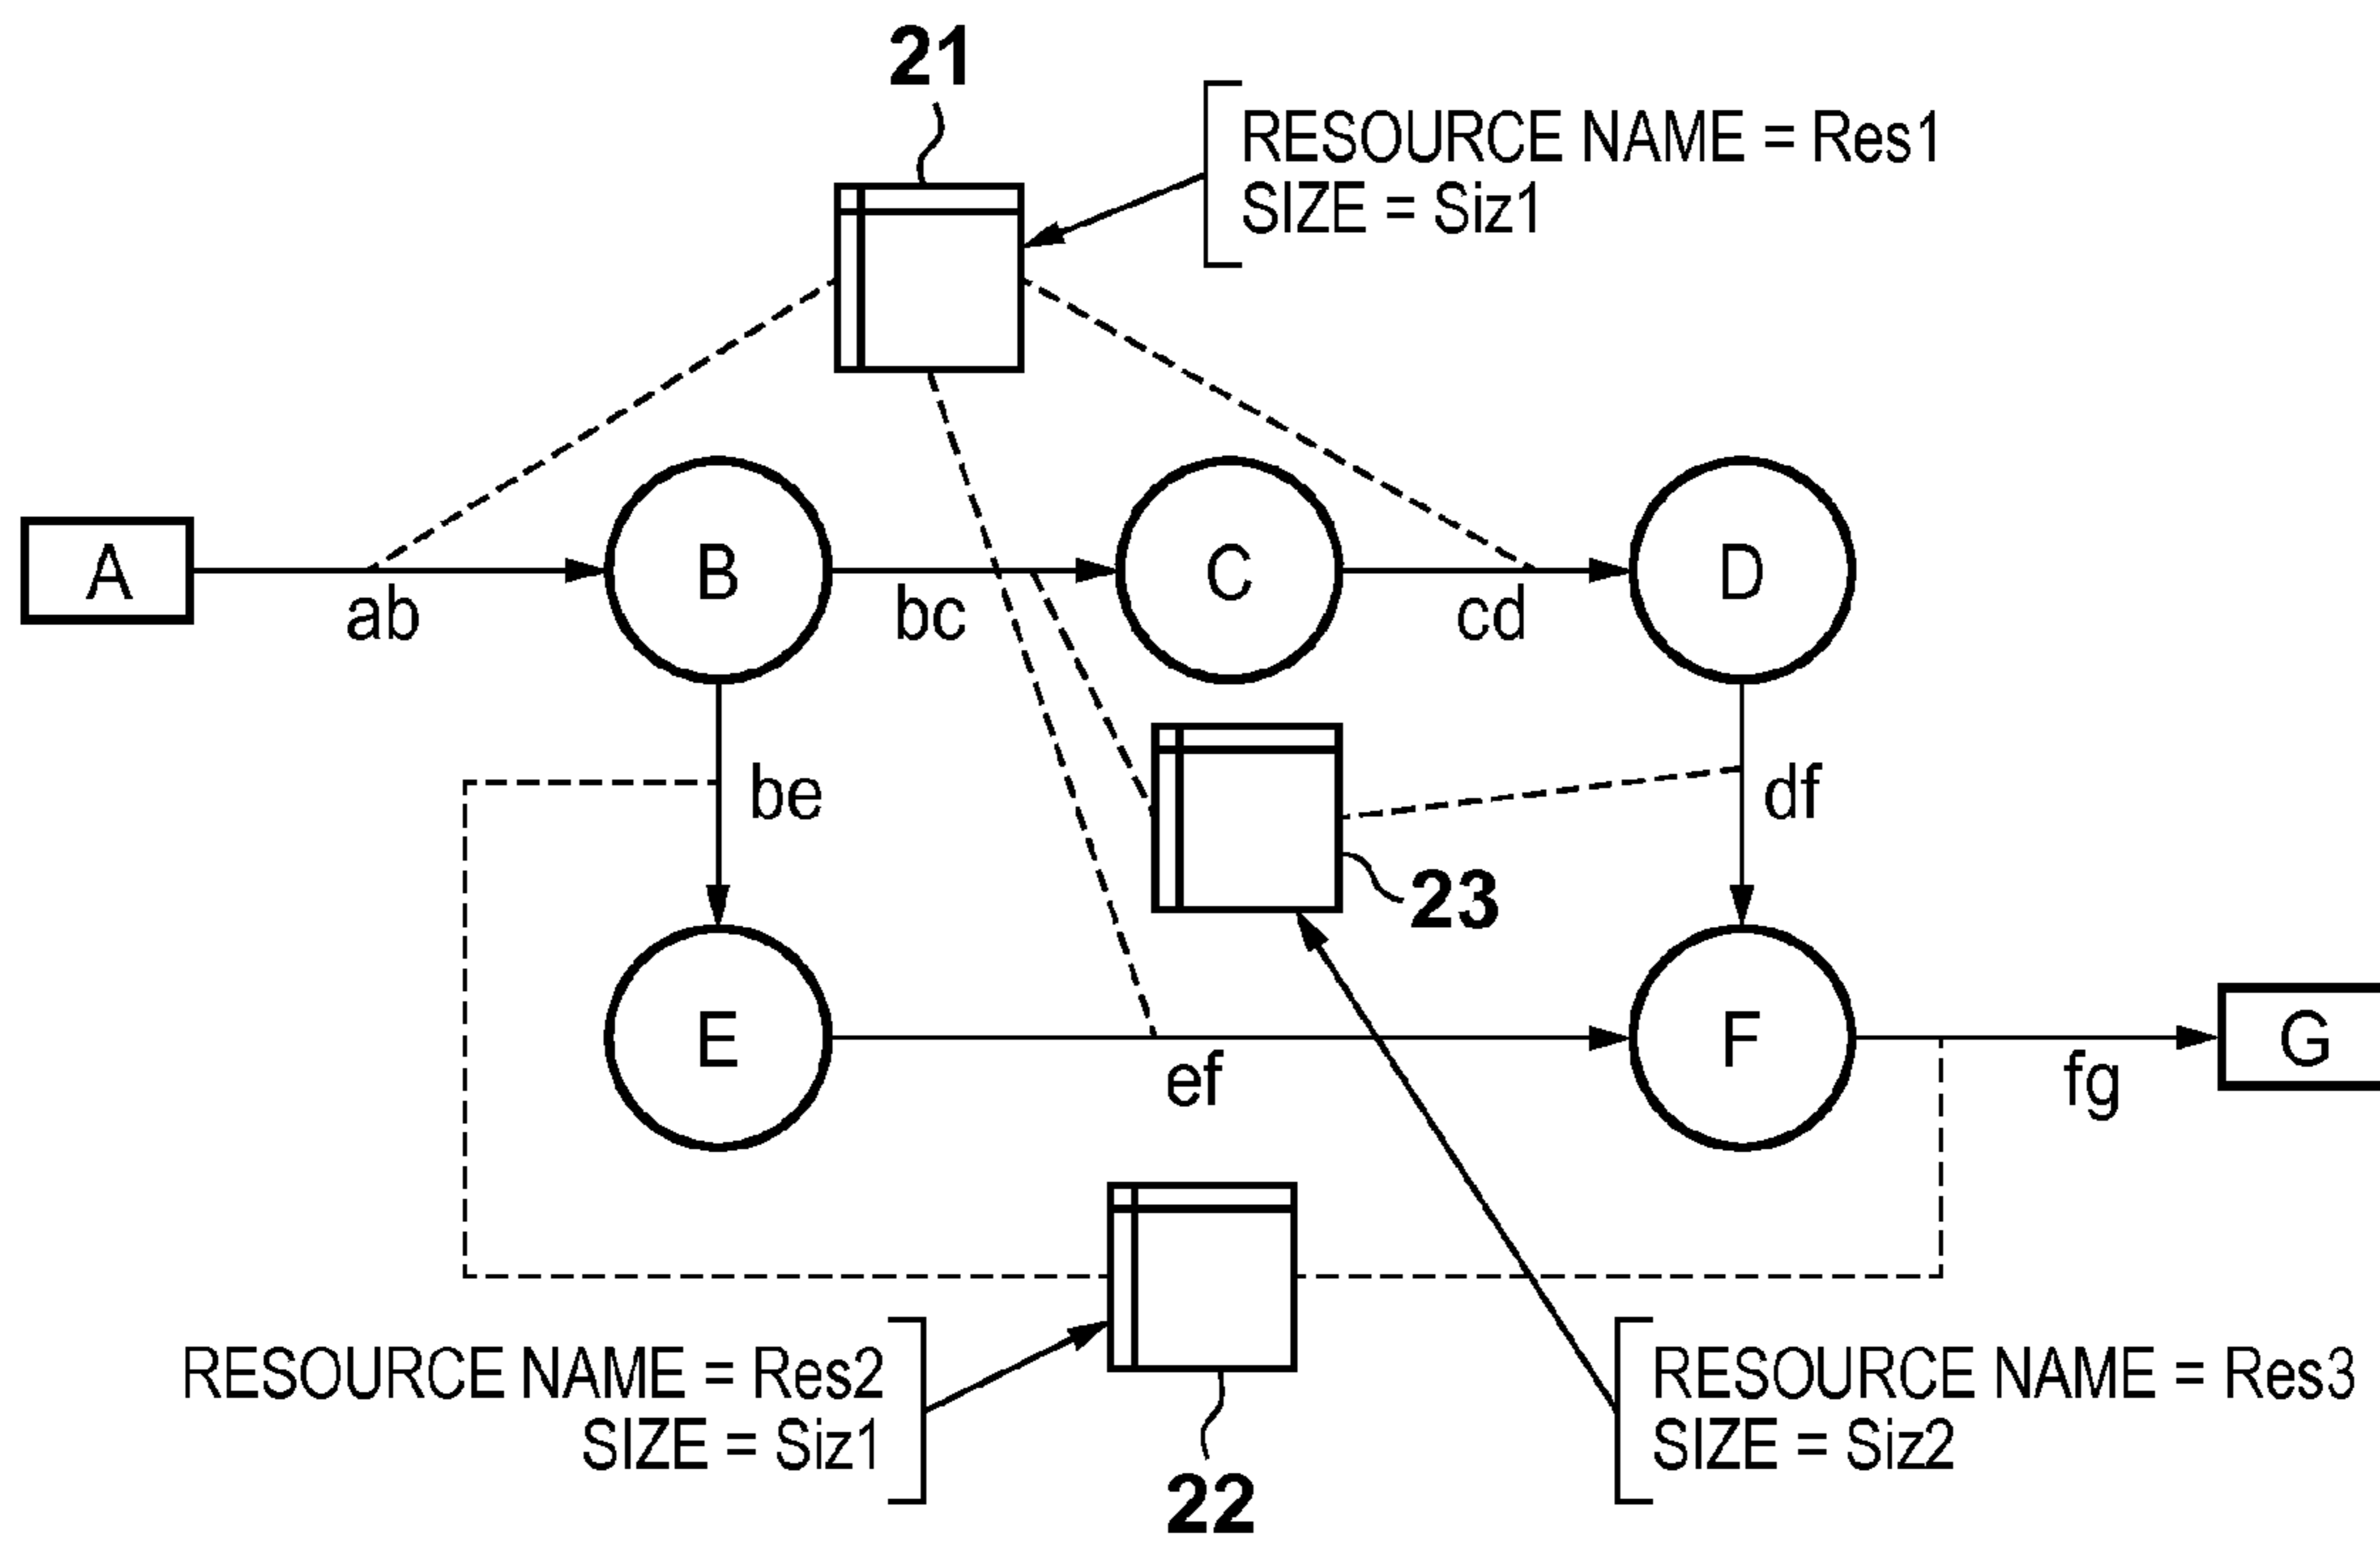 21
RESOURCE NAME = Res1
SIZE = Siz1
A
B
C
D
ab
bc
cd
be
df
23
E
F
G
ef
fg
RESOURCE NAME = Res2
SIZE = Siz1
RESOURCE NAME = Res3
SIZE = Siz2
22